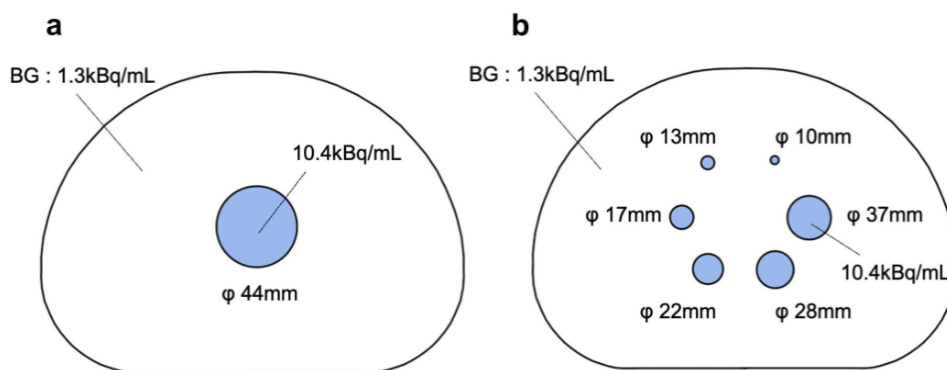 a
BG : 1.3kBq/mL
10.4kBq/mL
φ 44mm
b
BG : 1.3kBq/mL
φ 13mm
φ 10mm
φ 17mm
φ 37mm
10.4kBq/mL
φ 22mm
φ 28mm